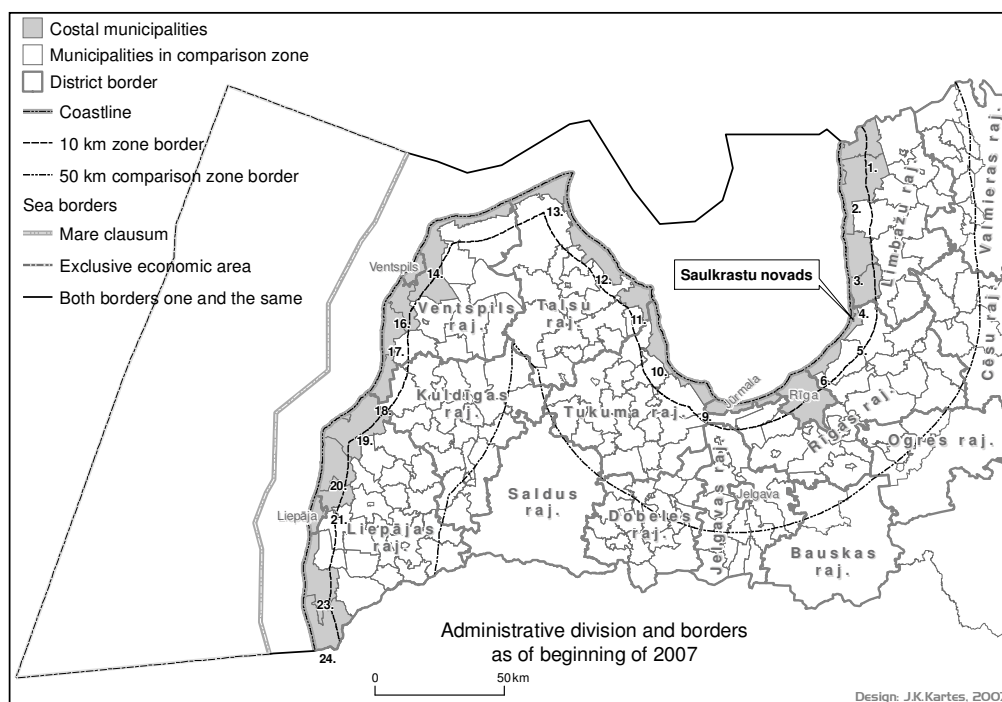 Costal municipalities
Municipalities in comparison zone
District border
Coastline
10 km zone border
50 km comparison zone border
Sea borders
Mare clausum
Exclusive economic area
Both borders one and the same
Valmieras raj.
Limbažu raj.
Cēsu raj.
1.
2.
3.
Saulkrastu novads
4.
5.
6.
Rīga
Rīgas raj.
Ogres raj.
Jūrmala
9.
10.
11.
12.
13.
Ventspils
14.
Ventspils
raj.
Talsu
raj.
16.
17.
Kuldīgas
raj.
Tukuma raj.
18.
19.
20.
Liepāja
21.
Liepājas
raj.
Saldus
raj.
Dobeles
raj.
Jelgavas raj.
Jelgava
Bauskas
raj.
23.
24.
Administrative division and borders
as of beginning of 2007
0 50 km
Design: J.K.Kartes, 2007